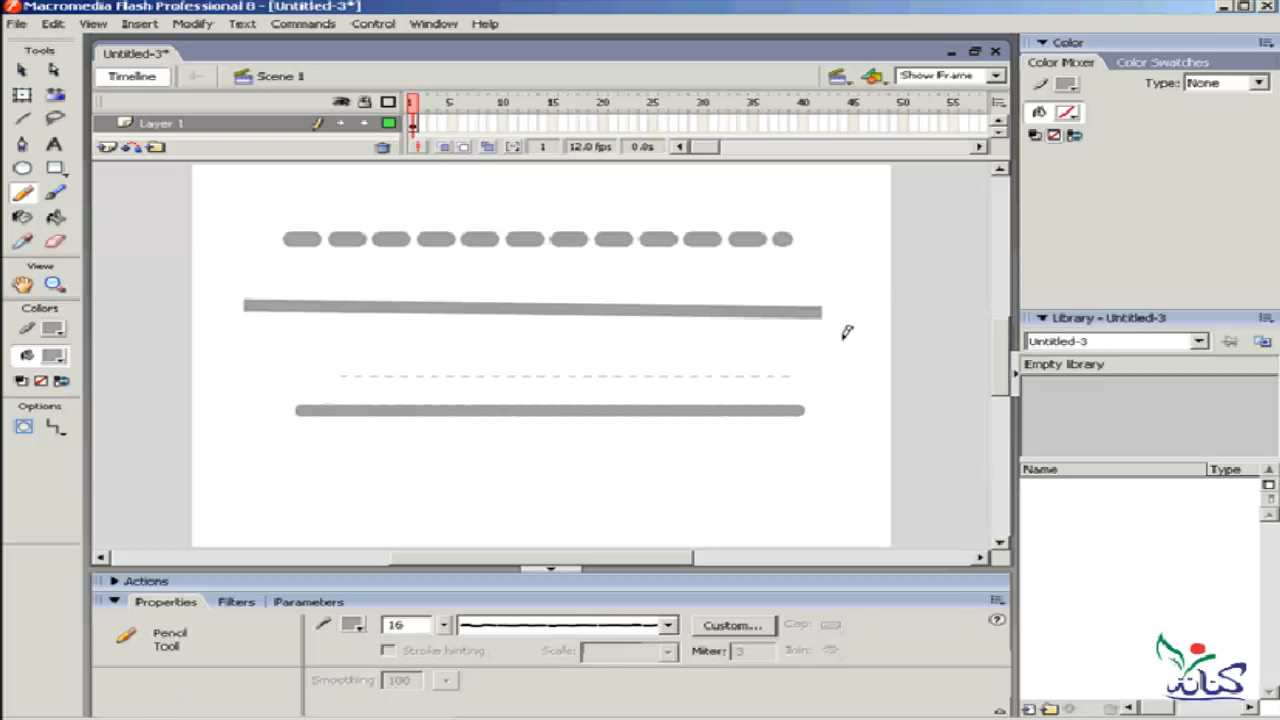 Macromedia Flash Professional 8 - [Untitled-3*]
File Edit View Insert Modify Text Commands Control Window Help
Tools
View
Colors
Options
Untitled-3*
Timeline
Scene 1
Show Frame
1 5 10 15 20 25 30 35 40 45 50 55
Layer 1
1 12.0 fps 0.0s
Actions
Properties Filters Parameters
Pencil
Tool
16
Custom...
Cap:
Stroke hinting
Scale:
Miter: 3
Join:
Smoothing 100
Color
Color Mixer Color Swatches
Type: None
Library - Untitled-3
Untitled-3
Empty library
Name Type
كنانة